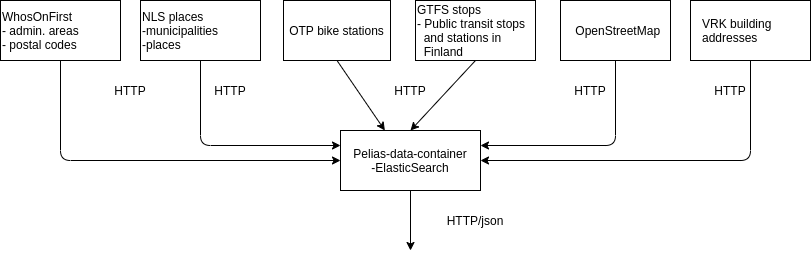 WhosOnFirst
- admin. areas
- postal codes
NLS places
-municipalities
-places
OTP bike stations
GTFS stops
- Public transit stops
and stations in
Finland
OpenStreetMap
VRK building
addresses
HTTP
HTTP
HTTP
HTTP
HTTP
Pelias-data-container
-ElasticSearch
HTTP/json